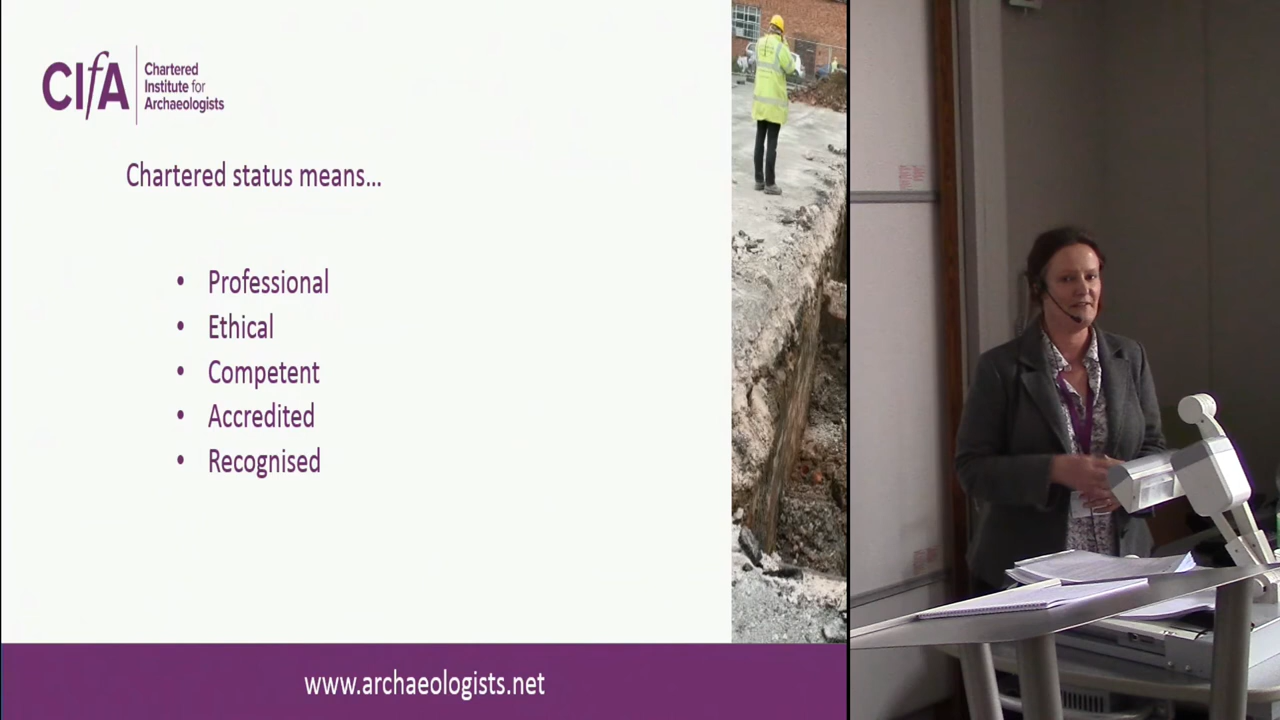 CIfA
Chartered
Institute for
Archaeologists
Chartered status means...
• Professional
• Ethical
• Competent
• Accredited
• Recognised
www.archaeologists.net